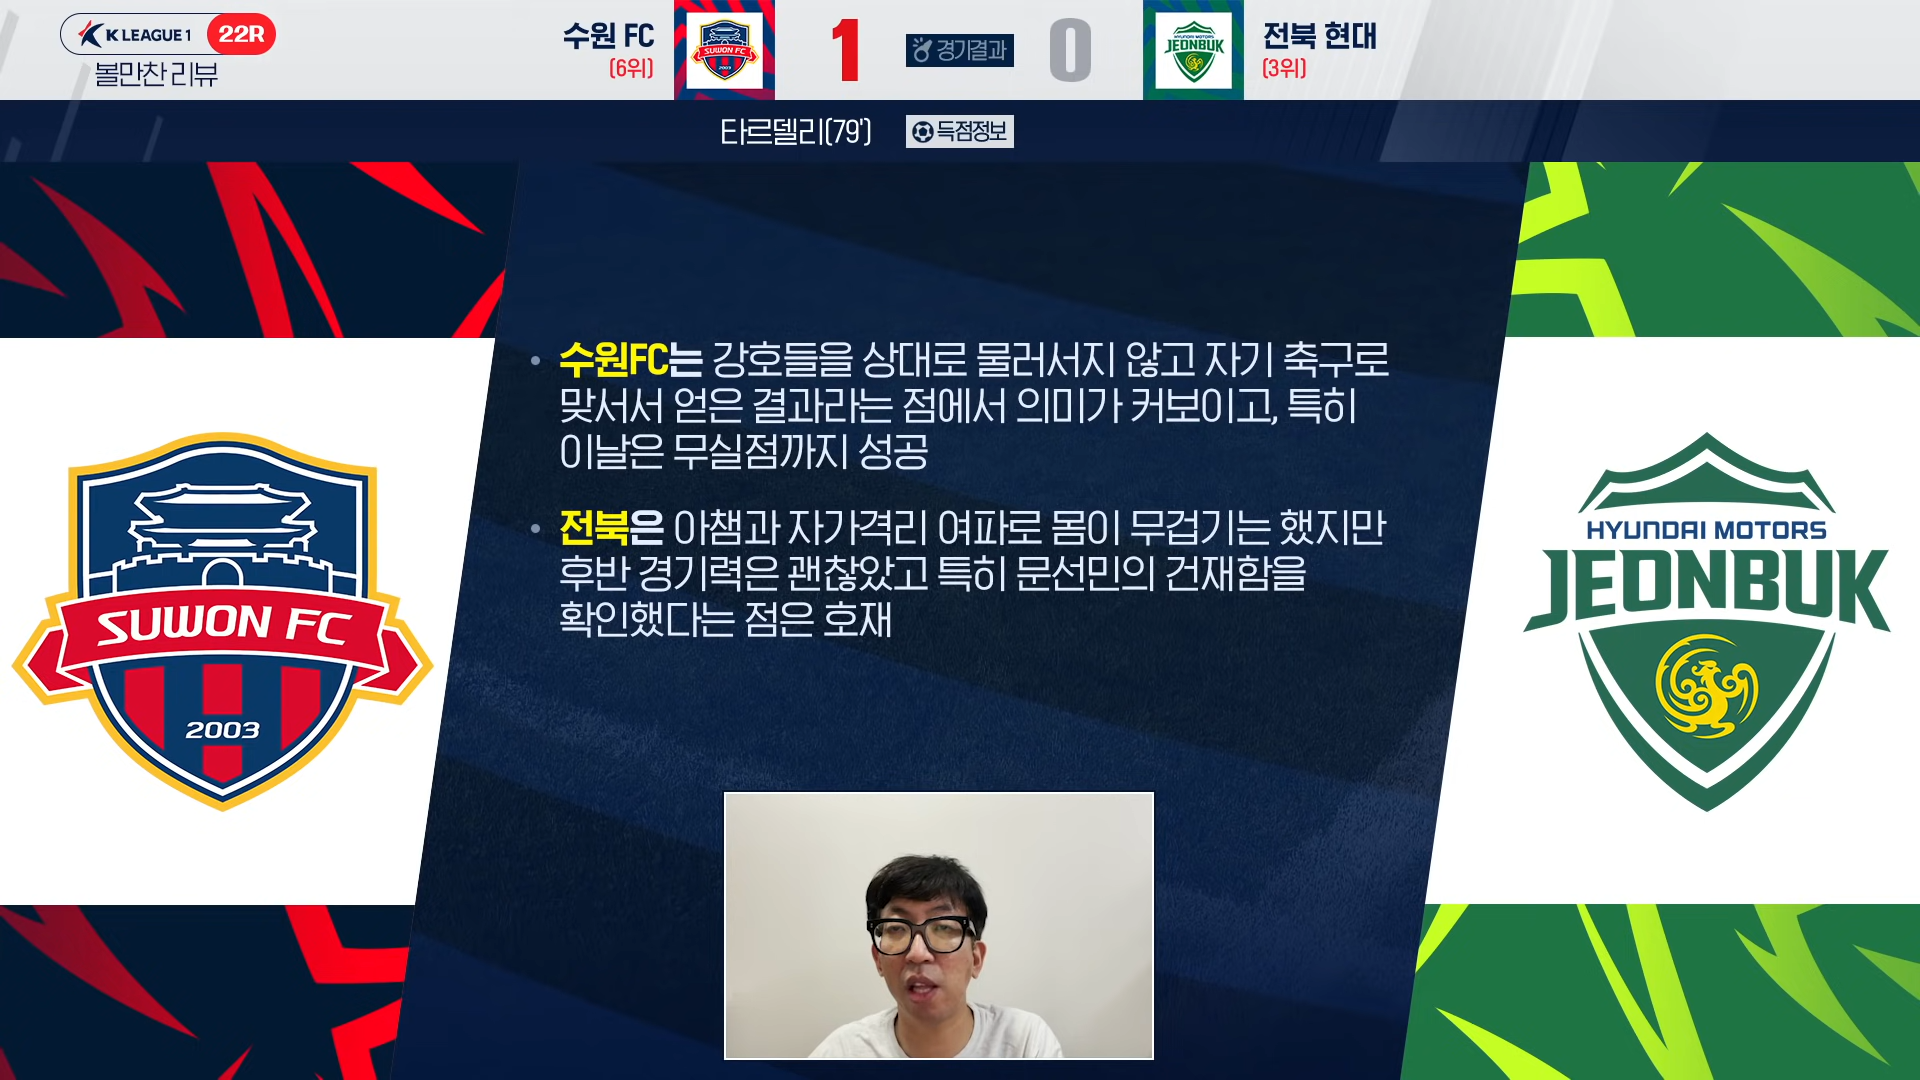 K LEAGUE 1 22R
볼만찬 리뷰
수원 FC
(6위)
SUWON FC
2003
1
경기결과
0
HYUNDAI MOTORS
JEONBUK
전북 현대
(3위)
타르델리(79')
득점정보
• 수원FC는 강호들을 상대로 물러서지 않고 자기 축구로
맞서서 얻은 결과라는 점에서 의미가 커보이고, 특히
이날은 무실점까지 성공
• 전북은 아챔과 자가격리 여파로 몸이 무겁기는 했지만
후반 경기력은 괜찮았고 특히 문선민의 건재함을
확인했다는 점은 호재
SUWON FC
2003
HYUNDAI MOTORS
JEONBUK